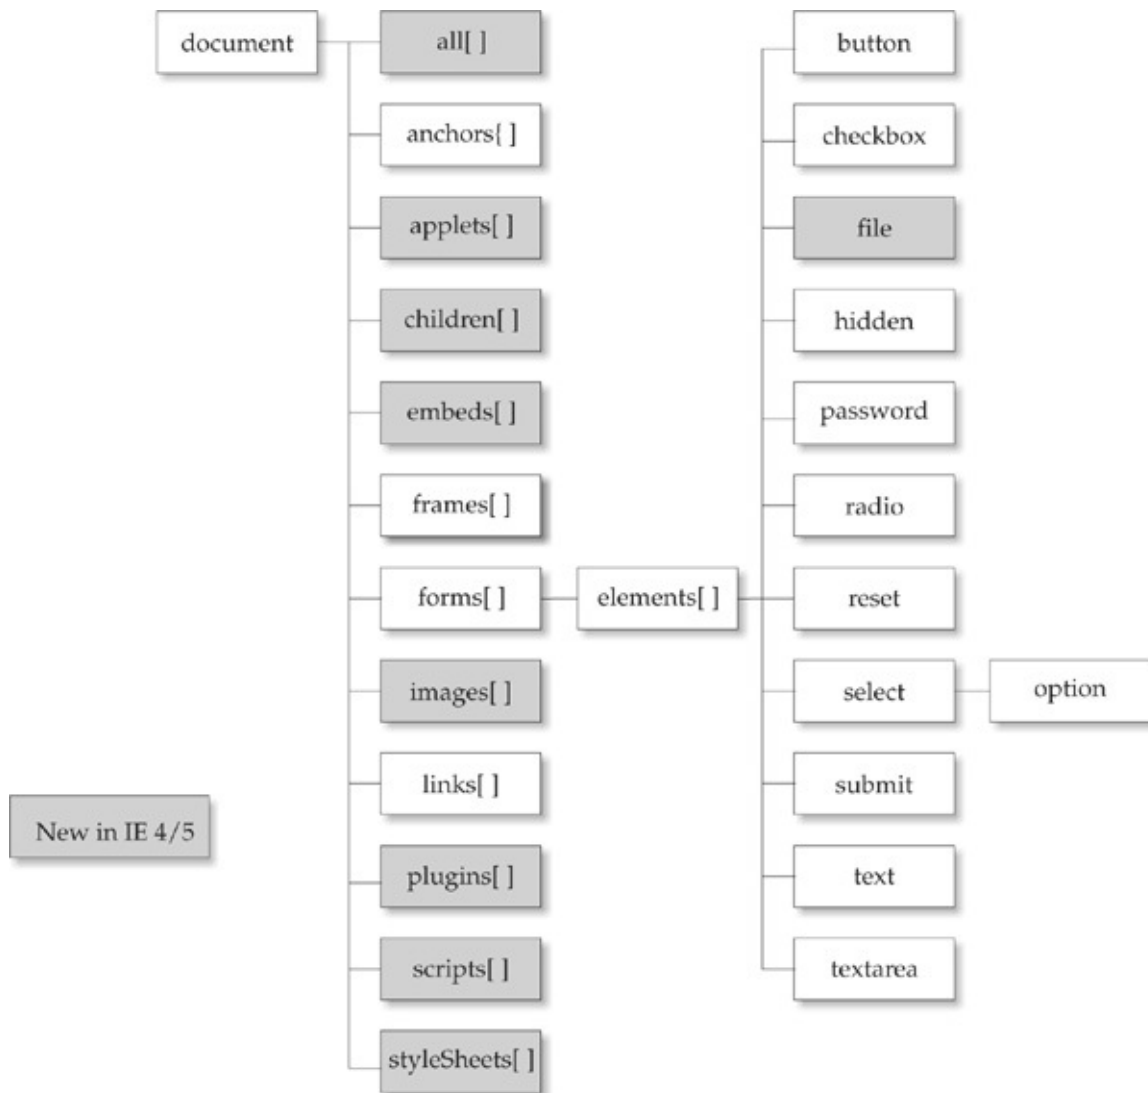 document
all[ ]
anchors{ ]
applets[ ]
children[ ]
embeds[ ]
frames[ ]
forms[ ]
images[ ]
links[ ]
plugins[ ]
scripts[ ]
styleSheets[ ]
elements[ ]
button
checkbox
file
hidden
password
radio
reset
select
submit
text
textarea
option
New in IE 4/5